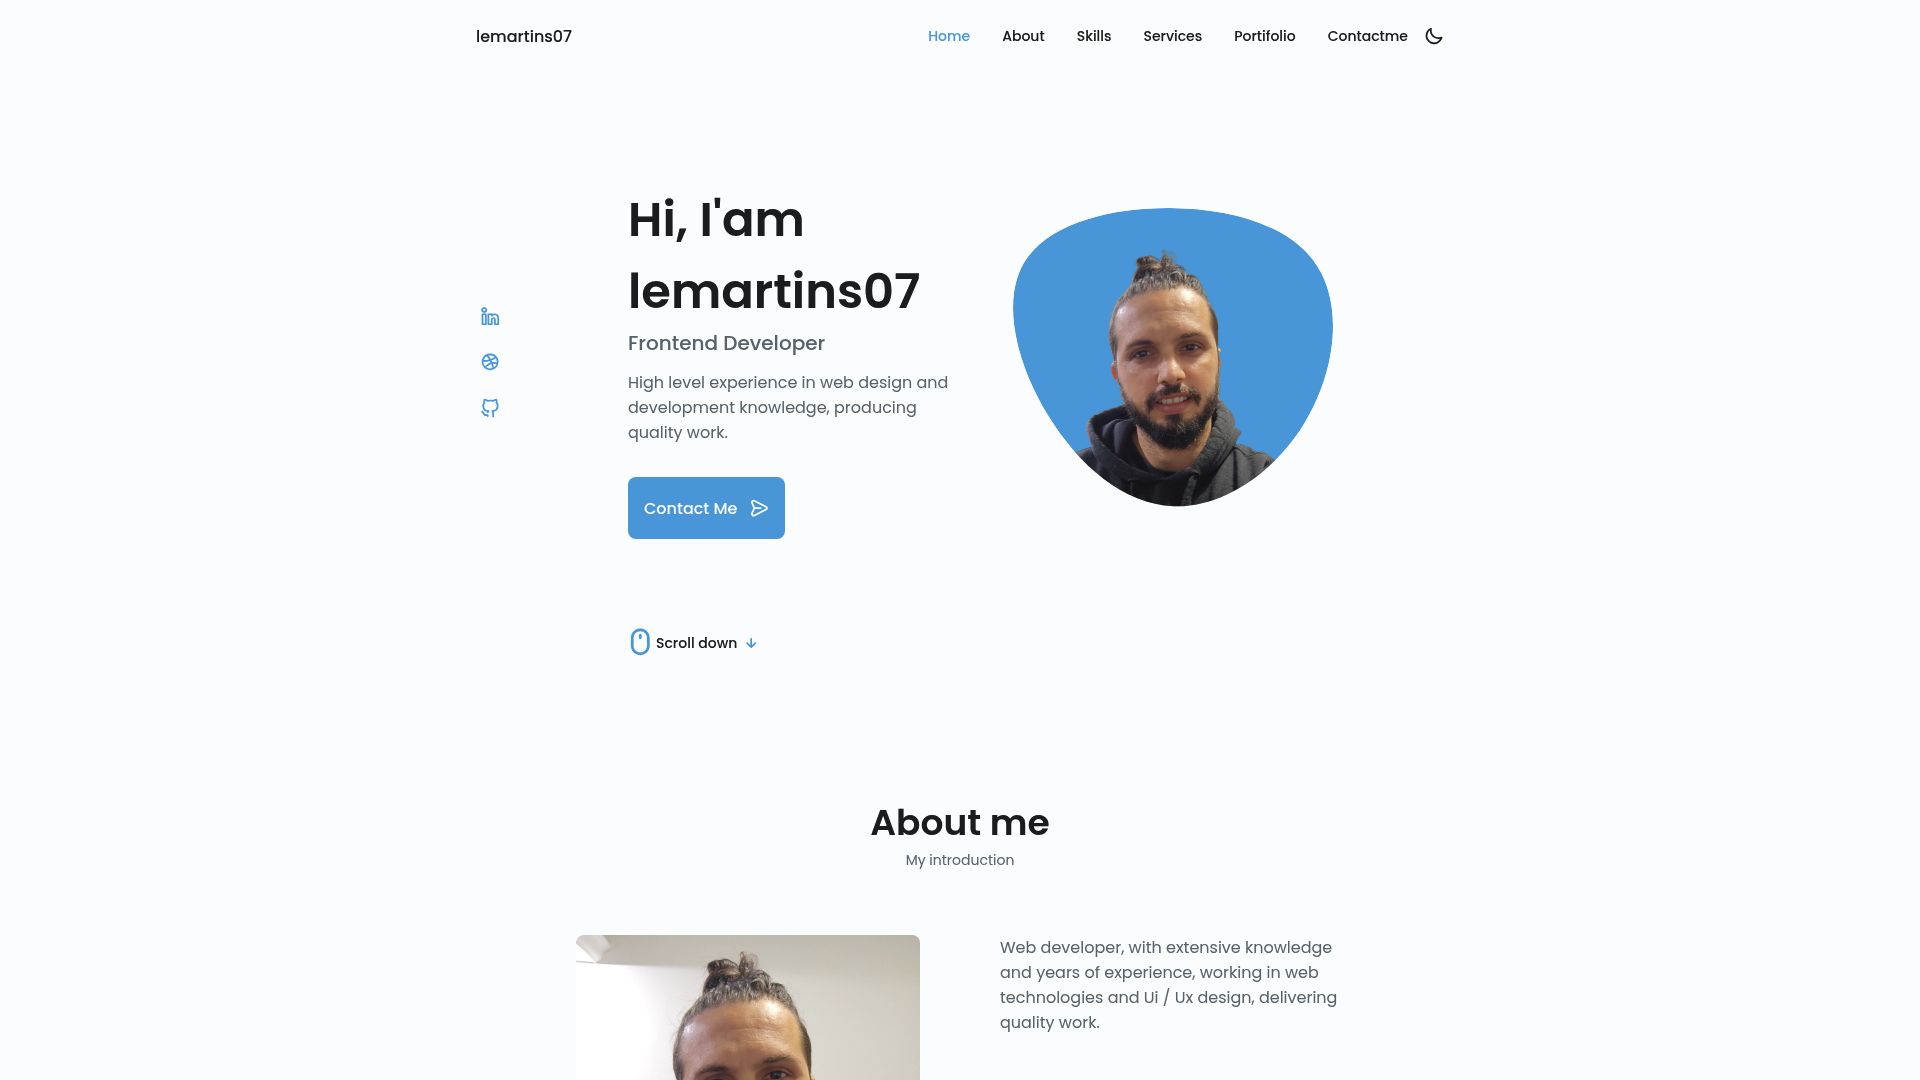 lemartins07
Home About Skills Services Portifolio Contactme
Hi, I'am
lemartins07
Frontend Developer
High level experience in web design and
development knowledge, producing
quality work.
Contact Me
Scroll down
About me
My introduction
Web developer, with extensive knowledge
and years of experience, working in web
technologies and Ui / Ux design, delivering
quality work.